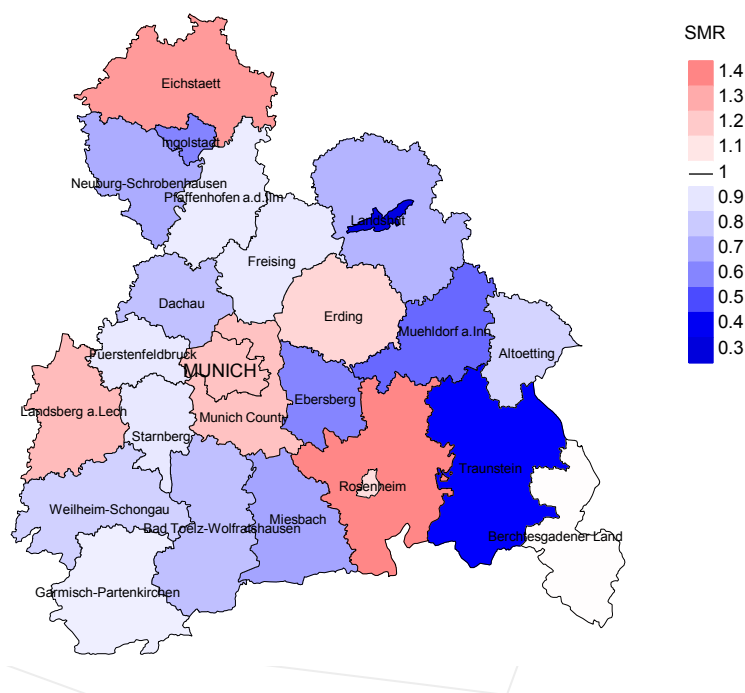 SMR
1.4
1.3
1.2
1.1
1
0.9
0.8
0.7
0.6
0.5
0.4
0.3
Eichstaett
Ingolstadt
Neuburg-Schrobenhausen
Pfaffenhofen a.d.Ilm
Landshut
Freising
Dachau
Erding
Muehldorf a.Inn
Altoetting
Fuerstenfeldbruck
MUNICH
Ebersberg
Landsberg a.Lech
Munich County
Starnberg
Traunstein
Rosenheim
Weilheim-Schongau
Miesbach
Bad Toelz-Wolfratshausen
Berchtesgadener Land
Garmisch-Partenkirchen